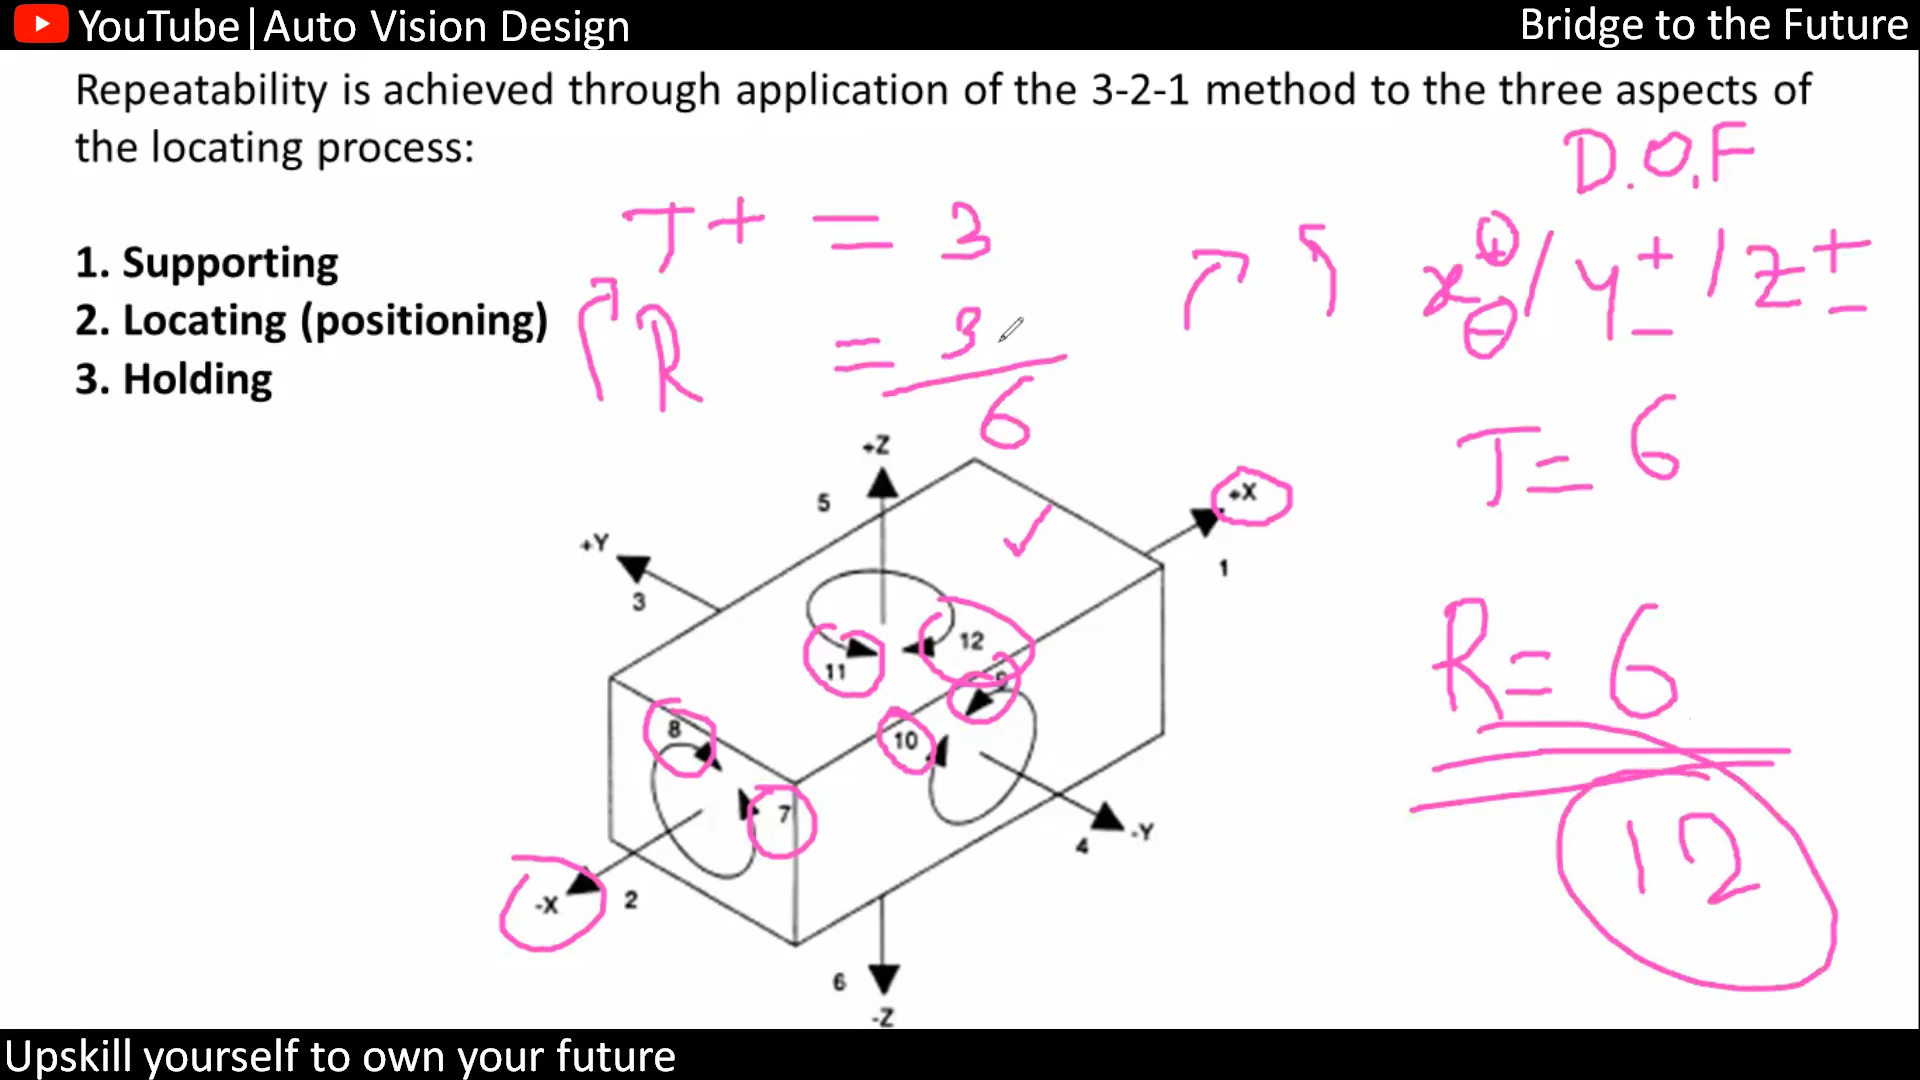 YouTube|Auto Vision Design
Bridge to the Future
Repeatability is achieved through application of the 3-2-1 method to the three aspects of
the locating process:
D.O.F
1. Supporting
2. Locating (positioning)
3. Holding
T+ = 3
R = 3
6
x+-/y+-/z+-
T= 6
R= 6
12
+Z
5
+X
1
+Y
3
12
11
9
8
10
7
-Y
4
-X
2
6
-Z
Upskill yourself to own your future